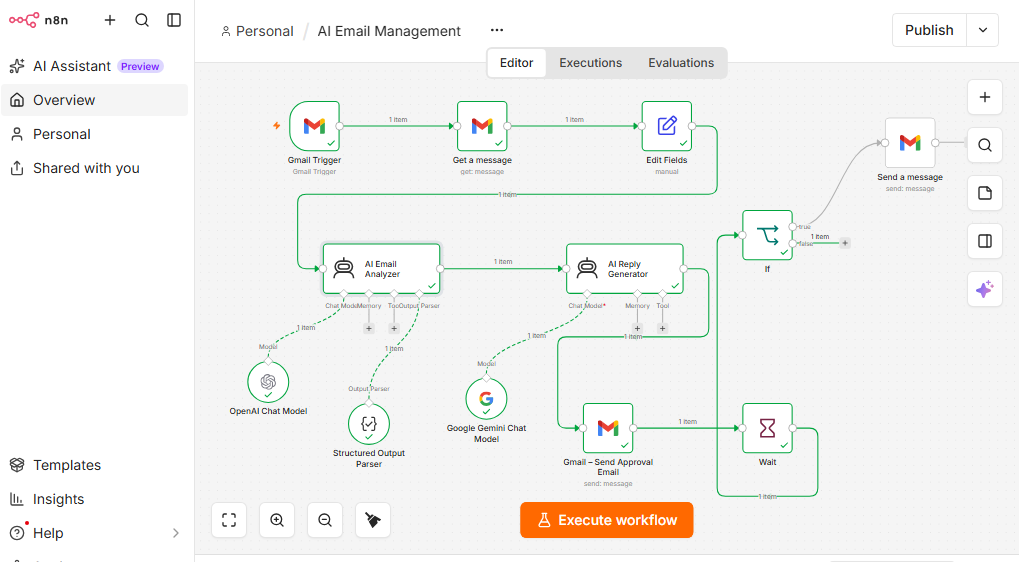 n8n
Personal / AI Email Management
Publish
Editor
Executions
Evaluations
AI Assistant Preview
Overview
Personal
Shared with you
Templates
Insights
Help
1 item
1 item
Gmail Trigger
Gmail Trigger
Get a message
get: message
Edit Fields
manual
Send a message
send: message
1 item
true
1 item
false
If
AI Email
Analyzer
1 item
AI Reply
Generator
Chat Model
Memory
Tool
Output Parser
Chat Model*
Memory
Tool
1 item
1 item
1 item
1 item
Model
Output Parser
Model
OpenAI Chat Model
Structured Output
Parser
Google Gemini Chat
Model
1 item
Gmail – Send Approval
Email
send: message
Wait
1 item
Execute workflow